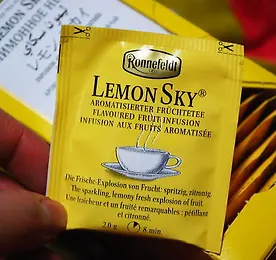 Ronnefeldt
LEMON SKY®
AROMATISIERTER FRÜCHTETEE
FLAVOURED FRUIT INFUSION
INFUSION AUX FRUITS AROMATISÉE
Die Frische-Explosion von Frucht: spritzig, zitronig.
The sparkling, lemony fresh explosion of fruit.
Une fraîcheur et un fruité remarquables: pétillant
et citronné.
2.0 g 8 min.
LEMON SKY